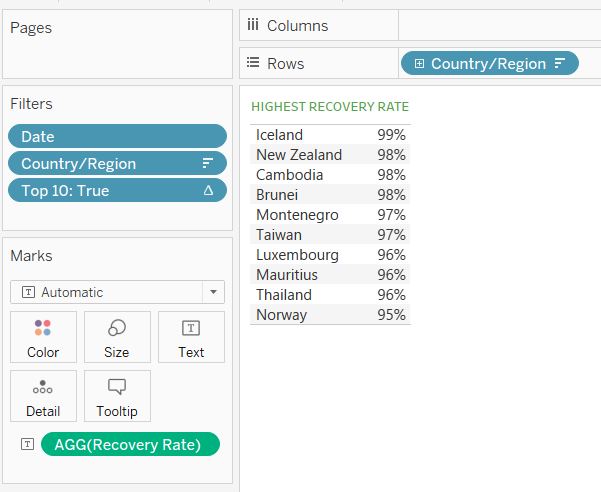 Pages
Columns
Rows
Country/Region
Filters
Date
Country/Region
Top 10: True
Marks
T Automatic
Color Size Text
Detail Tooltip
T AGG(Recovery Rate)
HIGHEST RECOVERY RATE
Iceland 99%
New Zealand 98%
Cambodia 98%
Brunei 98%
Montenegro 97%
Taiwan 97%
Luxembourg 96%
Mauritius 96%
Thailand 96%
Norway 95%